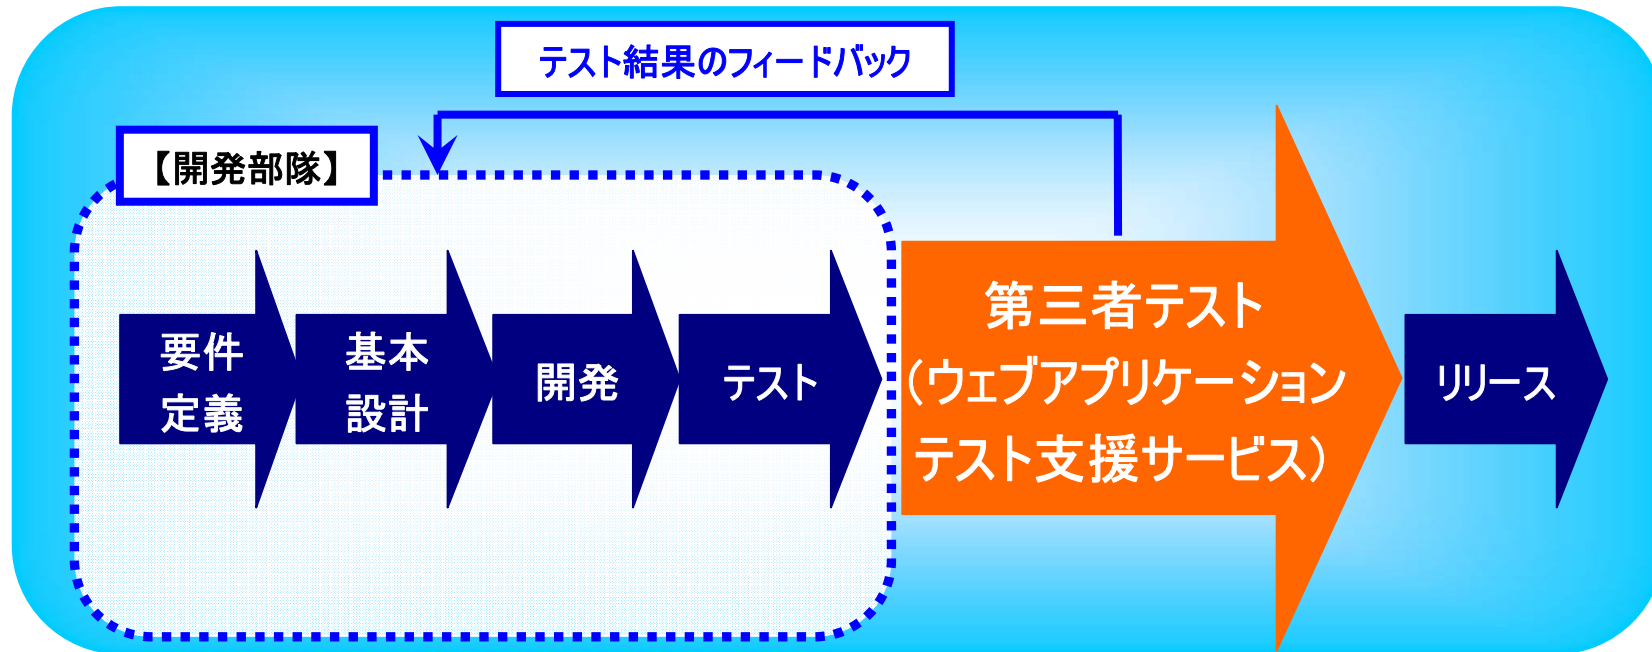 テスト結果のフィードバック
【開発部隊】
要件
定義
基本
設計
開発
テスト
第三者テスト
（ウェブアプリケーション
テスト支援サービス）
リリース